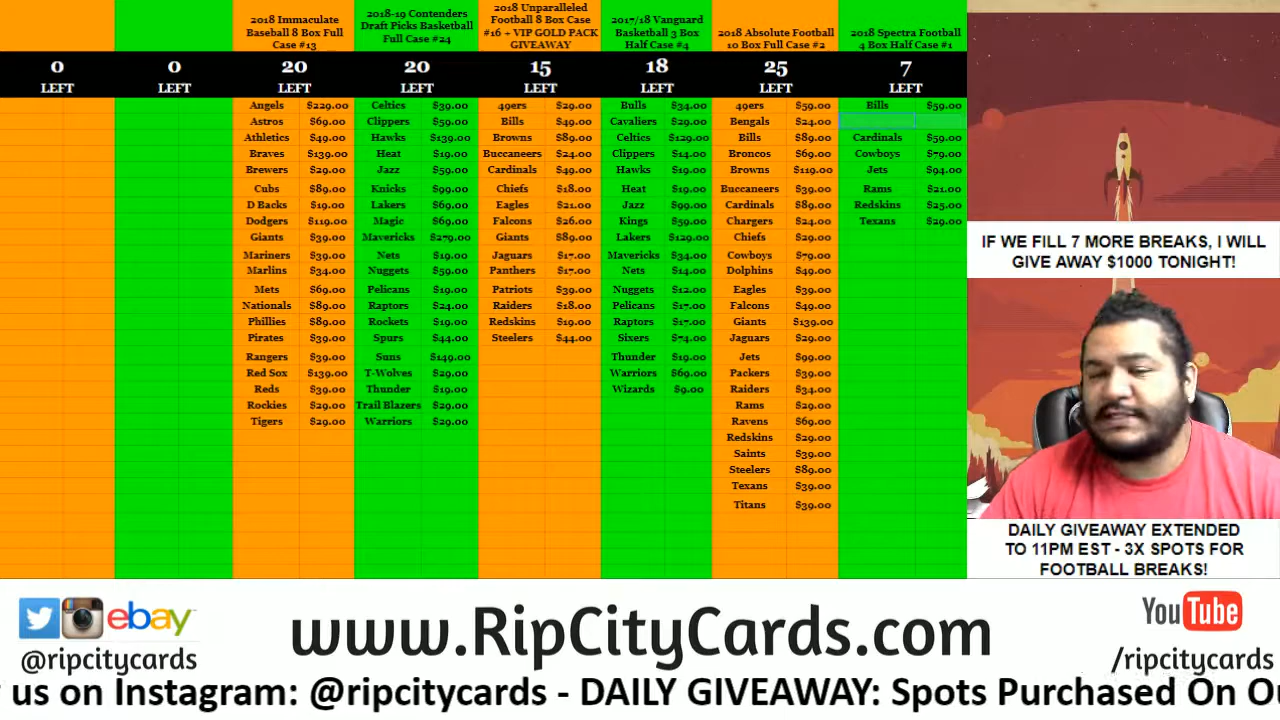 2018 Immaculate
Baseball 8 Box Full
Case #13
2018-19 Contenders
Draft Picks Basketball
Full Case #24
2018 Unparalleled
Football 8 Box Case
#16 + VIP GOLD PACK
GIVEAWAY
2017/18 Vanguard
Basketball 3 Box
Half Case #4
2018 Absolute Football
10 Box Full Case #2
2018 Spectra Football
4 Box Half Case #1
0 0 20 20 15 18 25 7
LEFT LEFT LEFT LEFT LEFT LEFT LEFT LEFT
Angels $229.00 Celtics $39.00 49ers $29.00 Bulls $34.00 49ers $59.00 Bills $59.00
Astros $69.00 Clippers $59.00 Bills $49.00 Cavaliers $29.00 Bengals $24.00
Athletics $49.00 Hawks $139.00 Browns $89.00 Celtics $129.00 Bills $89.00 Cardinals $59.00
Braves $139.00 Heat $19.00 Buccaneers $24.00 Clippers $14.00 Broncos $69.00 Cowboys $79.00
Brewers $29.00 Jazz $59.00 Cardinals $49.00 Hawks $19.00 Browns $119.00 Jets $94.00
Cubs $89.00 Knicks $99.00 Chiefs $18.00 Heat $19.00 Buccaneers $39.00 Rams $21.00
D Backs $19.00 Lakers $69.00 Eagles $21.00 Jazz $99.00 Cardinals $89.00 Redskins $25.00
Dodgers $119.00 Magic $69.00 Falcons $26.00 Kings $59.00 Chargers $24.00 Texans $29.00
Giants $39.00 Mavericks $279.00 Giants $89.00 Lakers $129.00 Chiefs $29.00
Mariners $39.00 Nets $19.00 Jaguars $17.00 Mavericks $34.00 Cowboys $79.00
Marlins $34.00 Nuggets $59.00 Panthers $17.00 Nets $14.00 Dolphins $49.00
Mets $69.00 Pelicans $19.00 Patriots $39.00 Nuggets $12.00 Eagles $39.00
Nationals $89.00 Raptors $24.00 Raiders $18.00 Pelicans $17.00 Falcons $49.00
Phillies $89.00 Rockets $19.00 Redskins $19.00 Raptors $17.00 Giants $139.00
Pirates $39.00 Spurs $44.00 Steelers $44.00 Sixers $74.00 Jaguars $29.00
Rangers $39.00 Suns $149.00 Thunder $19.00 Jets $99.00
Red Sox $139.00 T-Wolves $29.00 Warriors $69.00 Packers $39.00
Reds $39.00 Thunder $19.00 Wizards $9.00 Raiders $34.00
Rockies $29.00 Trail Blazers $29.00 Rams $29.00
Tigers $29.00 Warriors $29.00 Ravens $69.00
Redskins $29.00
Saints $39.00
Steelers $89.00
Texans $39.00
Titans $39.00
IF WE FILL 7 MORE BREAKS, I WILL
GIVE AWAY $1000 TONIGHT!
DAILY GIVEAWAY EXTENDED
TO 11PM EST - 3X SPOTS FOR
FOOTBALL BREAKS!
ebay
@ripcitycards
www.RipCityCards.com
YouTube
/ripcitycards
us on Instagram: @ripcitycards - DAILY GIVEAWAY: Spots Purchased On